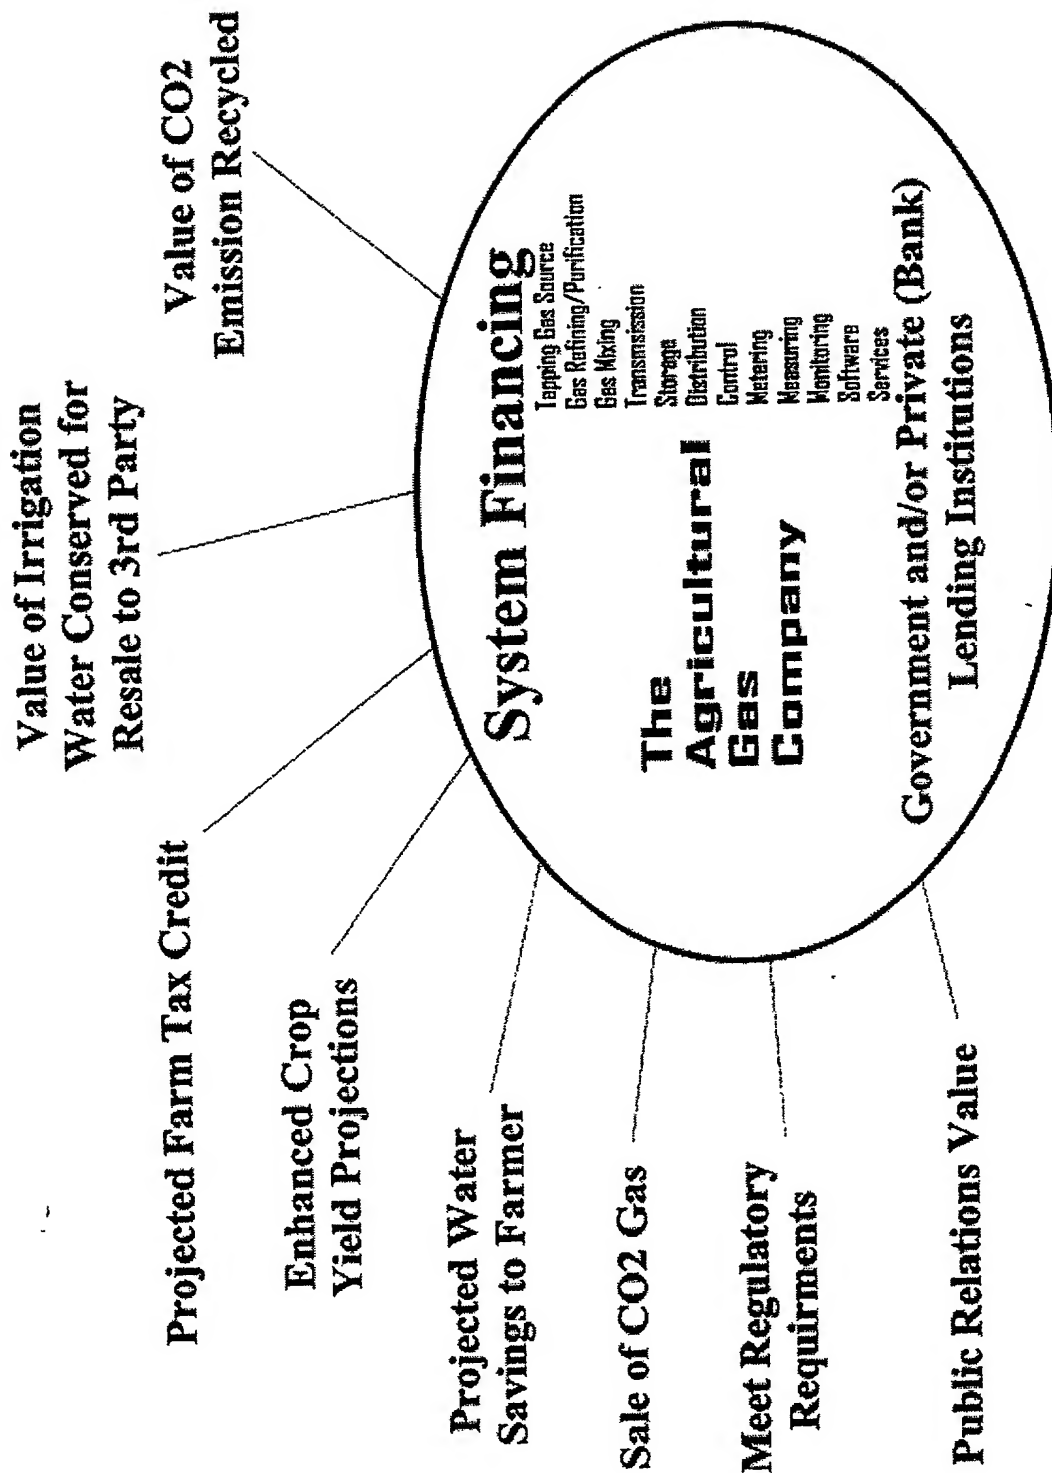 Public Relations Value
Meet Regulatory
Requirments
Sale of CO2 Gas
Projected Water
Savings to Farmer
Enhanced Crop
Yield Projections
Projected Farm Tax Credit
Value of Irrigation
Water Conserved for
Resale to 3rd Party
Value of CO2
Emission Recycled
System Financing
The
Agricultural
Gas
Company
Tapping Gas Source
Gas Refining/Purification
Gas Mixing
Transmsission
Storage
Distribution
Control
Metering
Measuring
Monitoring
Software
Services
Government and/or Private (Bank)
Lending Institutions